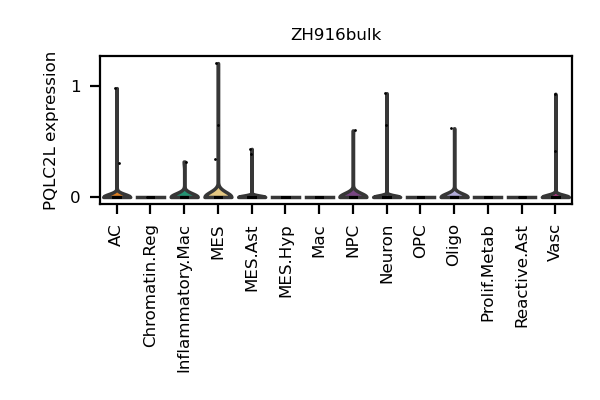 ZH916bulk
PQLC2L expression
1
0
AC
Chromatin.Reg
Inflammatory.Mac
MES
MES.Ast
MES.Hyp
Mac
NPC
Neuron
OPC
Oligo
Prolif.Metab
Reactive.Ast
Vasc